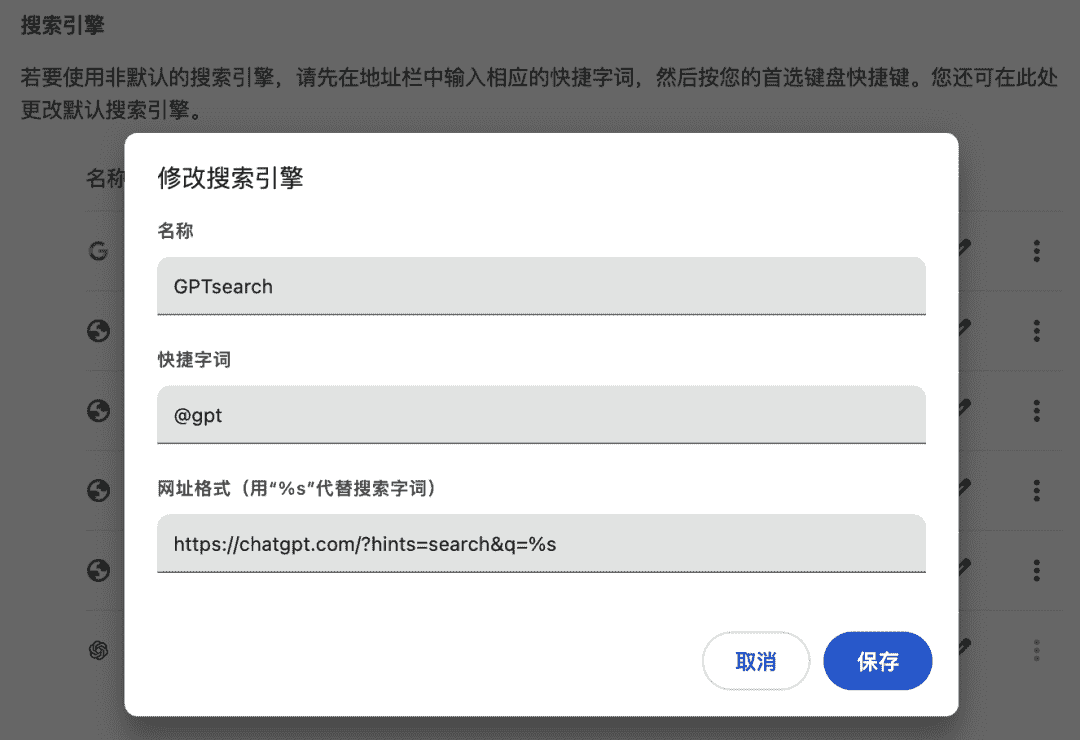 搜索引擎
若要使用非默认的搜索引擎，请先在地址栏中输入相应的快捷字词，然后按您的首选键盘快捷键。您还可在此处
更改默认搜索引擎。
名称
修改搜索引擎
名称
GPTsearch
快捷字词
@gpt
网址格式（用“%s”代替搜索字词）
https://chatgpt.com/?hints=search&q=%s
取消
保存